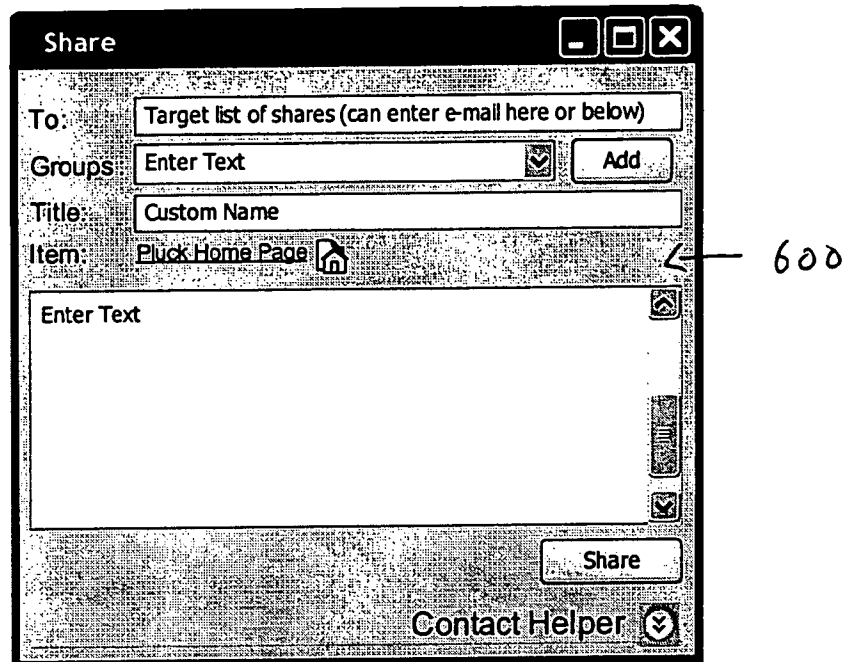 Share
To: Target list of shares (can enter e-mail here or below)
Groups: Enter Text Add
Title: Custom Name
Item: Pluck Home Page 600
Enter Text
Share
Contact Helper